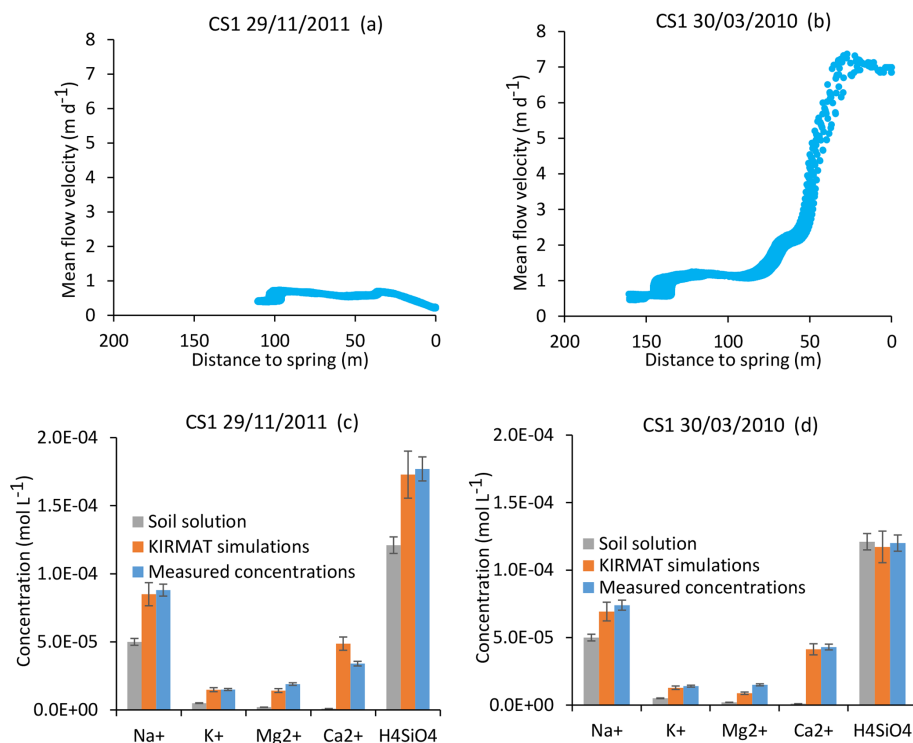 CS1 29/11/2011 (a)
Mean flow velocity (m d⁻¹)
8
7
6
5
4
3
2
1
0
200
150
100
50
0
Distance to spring (m)
CS1 30/03/2010 (b)
Mean flow velocity (m d⁻¹)
8
7
6
5
4
3
2
1
0
200
150
100
50
0
Distance to spring (m)
CS1 29/11/2011 (c)
Concentration (mol L⁻¹)
2.0E-04
1.5E-04
1.0E-04
5.0E-05
0.0E+00
Soil solution
KIRMAT simulations
Measured concentrations
Na+
K+
Mg2+
Ca2+
H4SiO4
CS1 30/03/2010 (d)
Concentration (mol L⁻¹)
2.0E-04
1.5E-04
1.0E-04
5.0E-05
0.0E+00
Soil solution
KIRMAT simulations
Measured concentrations
Na+
K+
Mg2+
Ca2+
H4SiO4